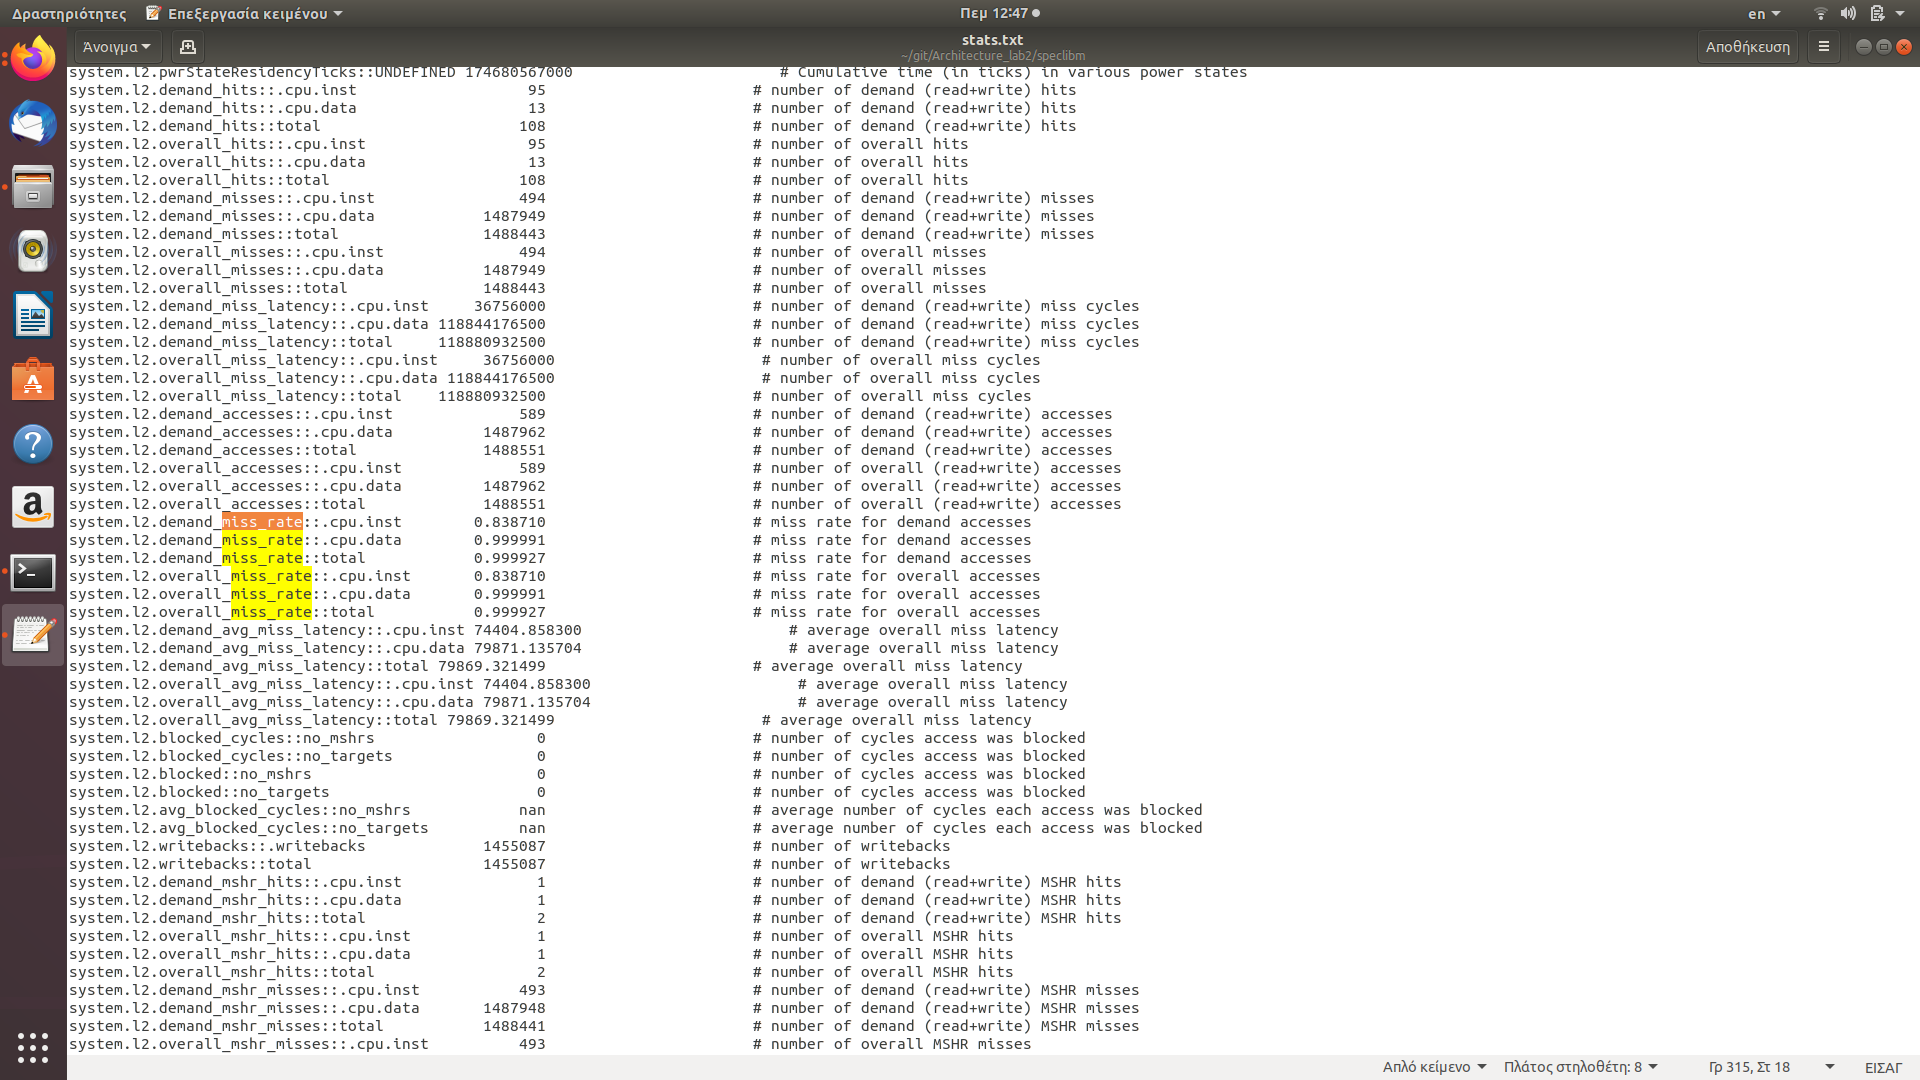 Δραστηριότητες Επεξεργασία κειμένου Πεμ 12:47 en
Άνοιγμα stats.txt Αποθήκευση
~/git/Architecture_lab2/speclibm
system.l2.pwrStateResidencyTicks::UNDEFINED 174680567000 # Cumulative time (in ticks) in various power states
system.l2.demand_hits::.cpu.inst 95 # number of demand (read+write) hits
system.l2.demand_hits::.cpu.data 13 # number of demand (read+write) hits
system.l2.demand_hits::total 108 # number of demand (read+write) hits
system.l2.overall_hits::.cpu.inst 95 # number of overall hits
system.l2.overall_hits::.cpu.data 13 # number of overall hits
system.l2.overall_hits::total 108 # number of overall hits
system.l2.demand_misses::.cpu.inst 494 # number of demand (read+write) misses
system.l2.demand_misses::.cpu.data 1487949 # number of demand (read+write) misses
system.l2.demand_misses::total 1488443 # number of demand (read+write) misses
system.l2.overall_misses::.cpu.inst 494 # number of overall misses
system.l2.overall_misses::.cpu.data 1487949 # number of overall misses
system.l2.overall_misses::total 1488443 # number of overall misses
system.l2.demand_miss_latency::.cpu.inst 36756000 # number of demand (read+write) miss cycles
system.l2.demand_miss_latency::.cpu.data 118844176500 # number of demand (read+write) miss cycles
system.l2.demand_miss_latency::total 118880932500 # number of demand (read+write) miss cycles
system.l2.overall_miss_latency::.cpu.inst 36756000 # number of overall miss cycles
system.l2.overall_miss_latency::.cpu.data 118844176500 # number of overall miss cycles
system.l2.overall_miss_latency::total 118880932500 # number of overall miss cycles
system.l2.demand_accesses::.cpu.inst 589 # number of demand (read+write) accesses
system.l2.demand_accesses::.cpu.data 1487962 # number of demand (read+write) accesses
system.l2.demand_accesses::total 1488551 # number of demand (read+write) accesses
system.l2.overall_accesses::.cpu.inst 589 # number of overall (read+write) accesses
system.l2.overall_accesses::.cpu.data 1487962 # number of overall (read+write) accesses
system.l2.overall_accesses::total 1488551 # number of overall (read+write) accesses
system.l2.demand_miss_rate::.cpu.inst 0.838710 # miss rate for demand accesses
system.l2.demand_miss_rate::.cpu.data 0.999991 # miss rate for demand accesses
system.l2.demand_miss_rate::total 0.999927 # miss rate for demand accesses
system.l2.overall_miss_rate::.cpu.inst 0.838710 # miss rate for overall accesses
system.l2.overall_miss_rate::.cpu.data 0.999991 # miss rate for overall accesses
system.l2.overall_miss_rate::total 0.999927 # miss rate for overall accesses
system.l2.demand_avg_miss_latency::.cpu.inst 74404.858300 # average overall miss latency
system.l2.demand_avg_miss_latency::.cpu.data 79871.135704 # average overall miss latency
system.l2.demand_avg_miss_latency::total 79869.321499 # average overall miss latency
system.l2.overall_avg_miss_latency::.cpu.inst 74404.858300 # average overall miss latency
system.l2.overall_avg_miss_latency::.cpu.data 79871.135704 # average overall miss latency
system.l2.overall_avg_miss_latency::total 79869.321499 # average overall miss latency
system.l2.blocked_cycles::no_mshrs 0 # number of cycles access was blocked
system.l2.blocked_cycles::no_targets 0 # number of cycles access was blocked
system.l2.blocked::no_mshrs 0 # number of cycles access was blocked
system.l2.blocked::no_targets 0 # number of cycles access was blocked
system.l2.avg_blocked_cycles::no_mshrs nan # average number of cycles each access was blocked
system.l2.avg_blocked_cycles::no_targets nan # average number of cycles each access was blocked
system.l2.writebacks::.writebacks 1455087 # number of writebacks
system.l2.writebacks::total 1455087 # number of writebacks
system.l2.demand_mshr_hits::.cpu.inst 1 # number of demand (read+write) MSHR hits
system.l2.demand_mshr_hits::.cpu.data 1 # number of demand (read+write) MSHR hits
system.l2.demand_mshr_hits::total 2 # number of demand (read+write) MSHR hits
system.l2.overall_mshr_hits::.cpu.inst 1 # number of overall MSHR hits
system.l2.overall_mshr_hits::.cpu.data 1 # number of overall MSHR hits
system.l2.overall_mshr_hits::total 2 # number of overall MSHR hits
system.l2.demand_mshr_misses::.cpu.inst 493 # number of demand (read+write) MSHR misses
system.l2.demand_mshr_misses::.cpu.data 1487948 # number of demand (read+write) MSHR misses
system.l2.demand_mshr_misses::total 1488441 # number of demand (read+write) MSHR misses
system.l2.overall_mshr_misses::.cpu.inst 493 # number of overall MSHR misses
Απλό κείμενο Πλάτος στηλοθέτη: 8 Γρ 315, Στ 18 ΕΙΣΑΓ